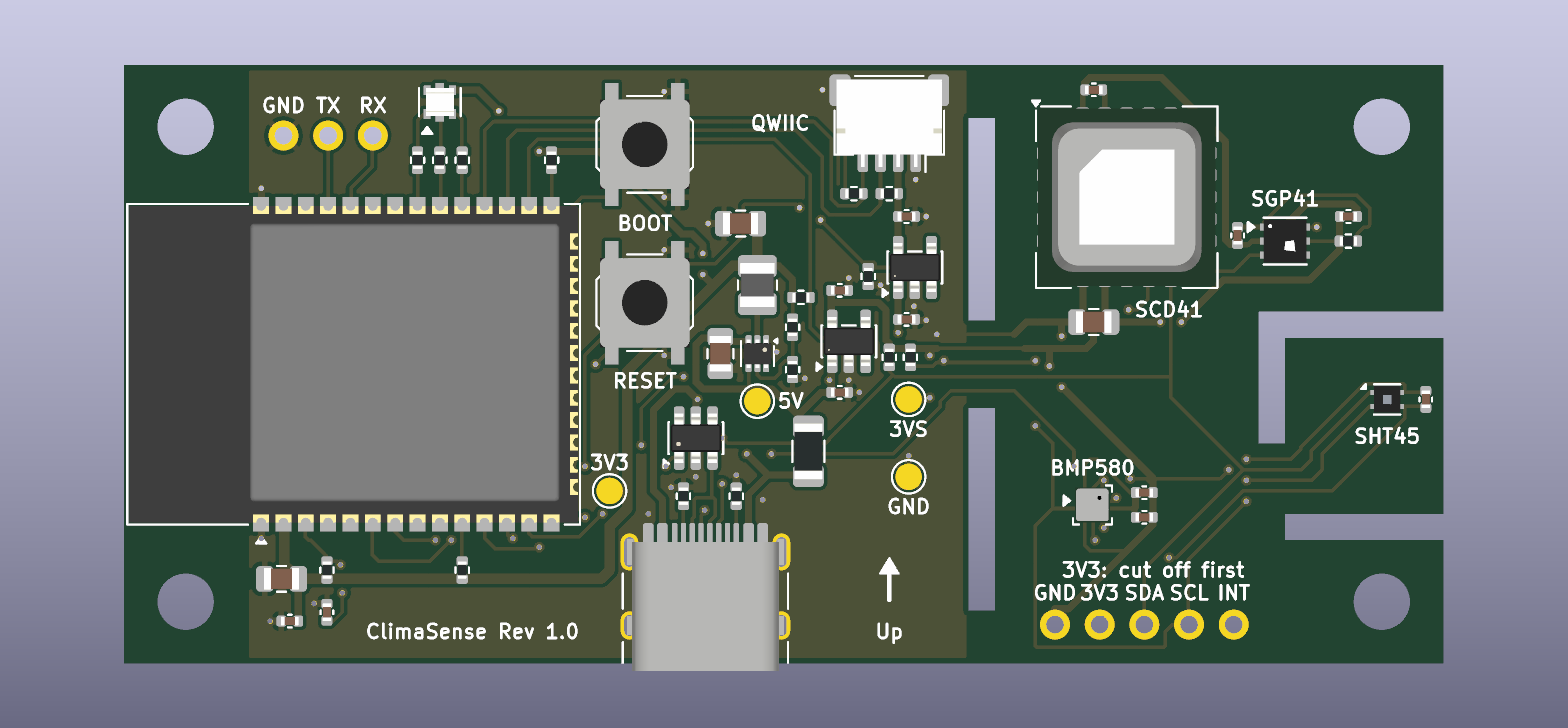 GND TX RX
QWIIC
BOOT
SGP41
SCD41
RESET
5V
3VS
SHT45
3V3
BMP580
GND
3V3: cut off first
GND 3V3 SDA SCL INT
ClimaSense Rev 1.0
Up